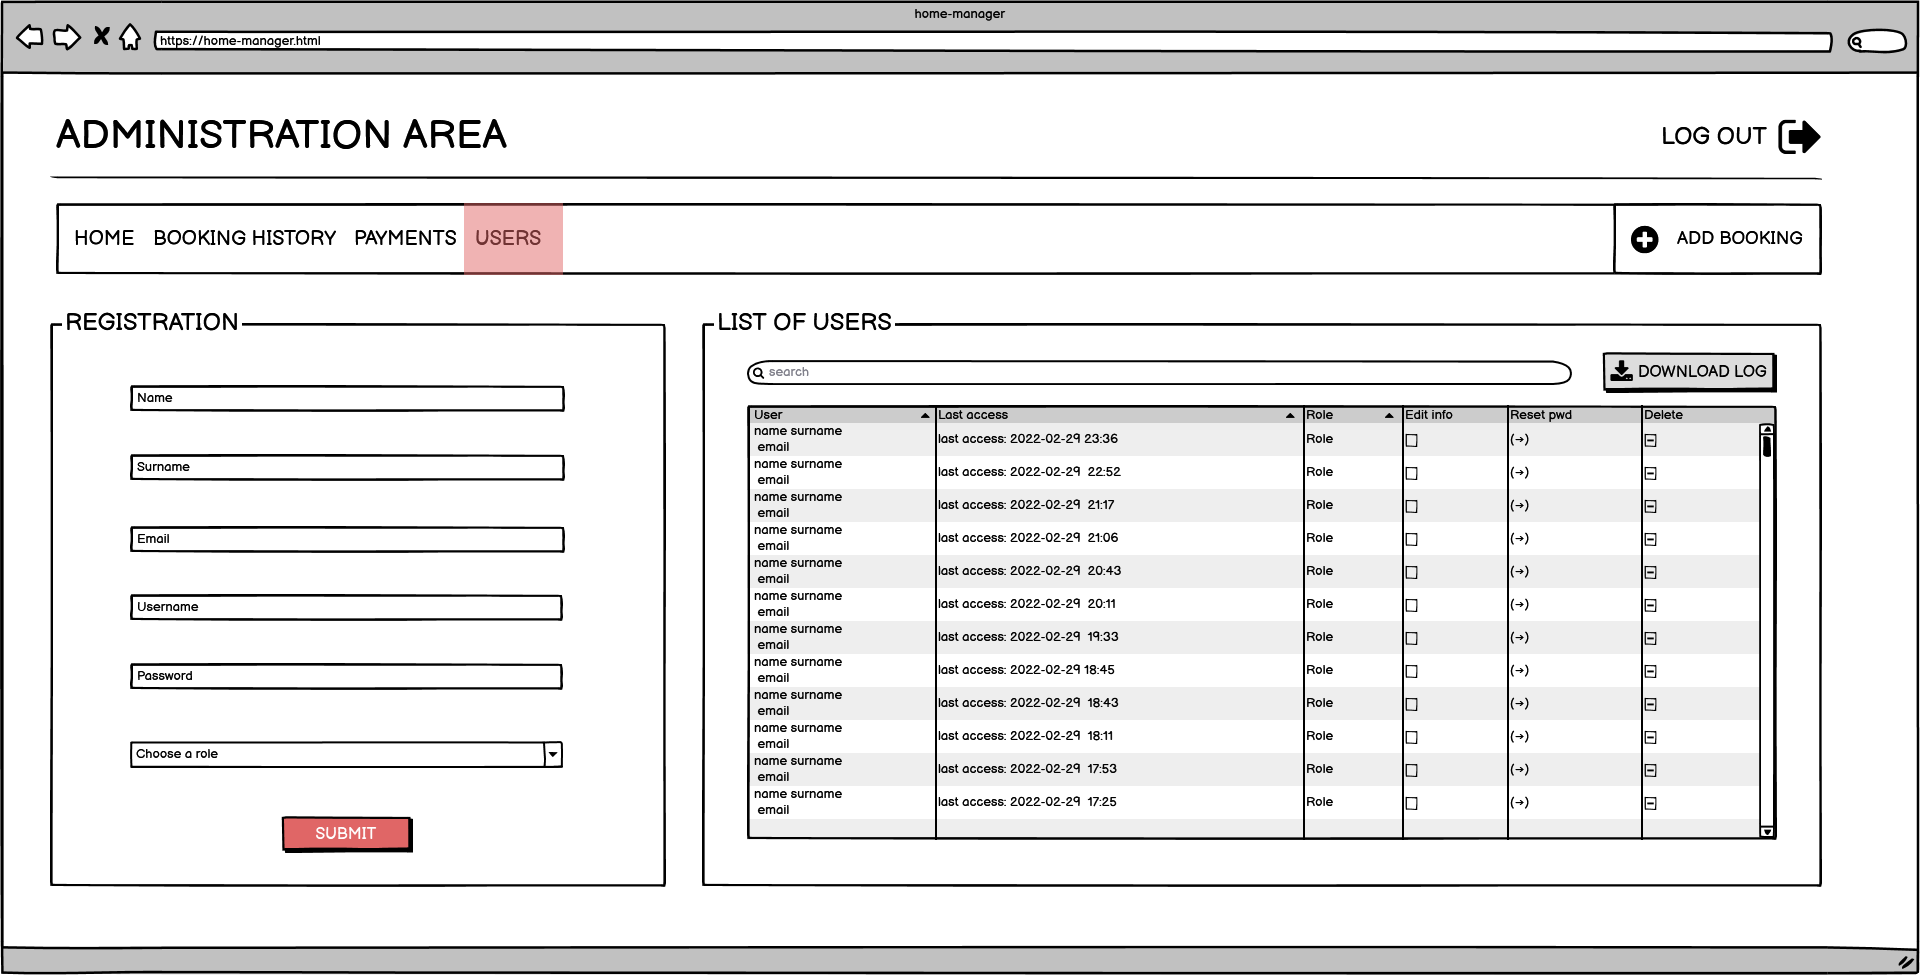 home-manager
https://home-manager.html
ADMINISTRATION AREA
LOG OUT
HOME BOOKING HISTORY PAYMENTS USERS ADD BOOKING
REGISTRATION
Name
Surname
Email
Username
Password
Choose a role
SUBMIT
LIST OF USERS
search
DOWNLOAD LOG
User Last access Role Edit info Reset pwd Delete
name surname
email
last access: 2022-02-29 23:36 Role (→)
name surname
email
last access: 2022-02-29 22:52 Role (→)
name surname
email
last access: 2022-02-29 21:17 Role (→)
name surname
email
last access: 2022-02-29 21:06 Role (→)
name surname
email
last access: 2022-02-29 20:43 Role (→)
name surname
email
last access: 2022-02-29 20:11 Role (→)
name surname
email
last access: 2022-02-29 19:33 Role (→)
name surname
email
last access: 2022-02-29 18:45 Role (→)
name surname
email
last access: 2022-02-29 18:43 Role (→)
name surname
email
last access: 2022-02-29 18:11 Role (→)
name surname
email
last access: 2022-02-29 17:53 Role (→)
name surname
email
last access: 2022-02-29 17:25 Role (→)